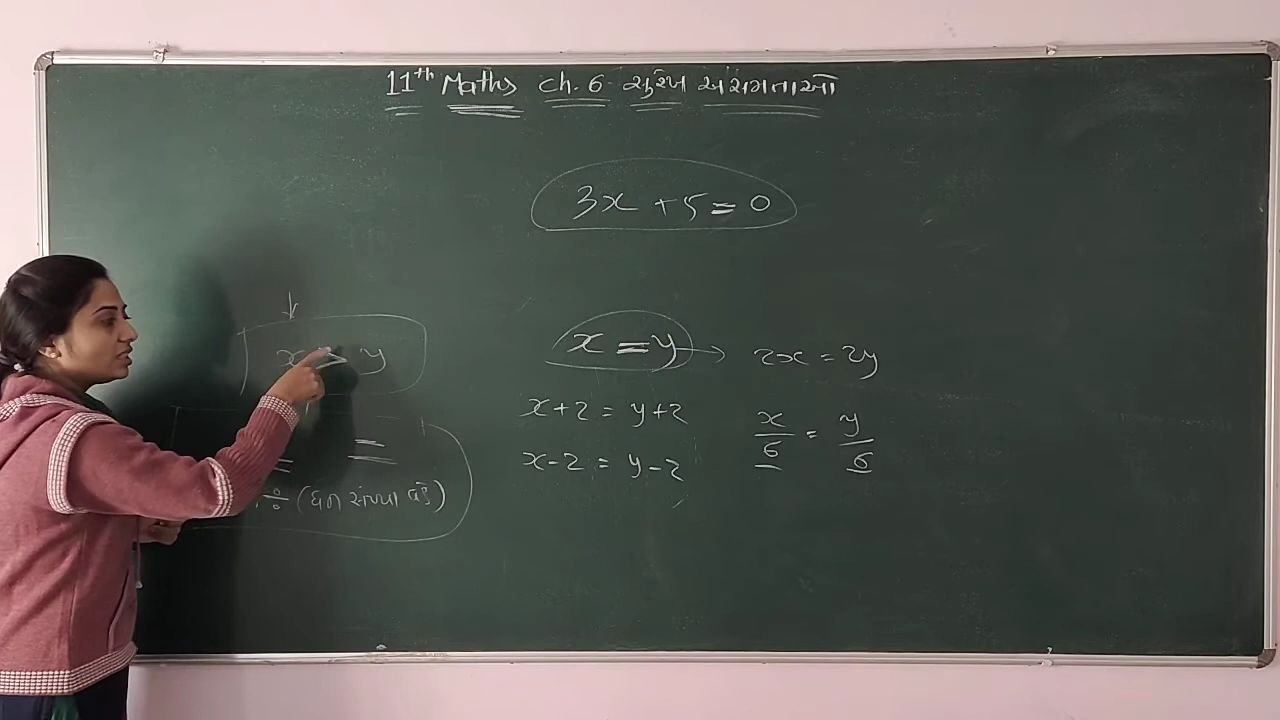 11th Maths ch. 6 સુરેખ અસમતાઓ
3x + 5 = 0
x > y
÷ (ધન સંખ્યા વડે)
x = y → 2x = 2y
x + 2 = y + 2
x - 2 = y - 2
x/6 = y/6